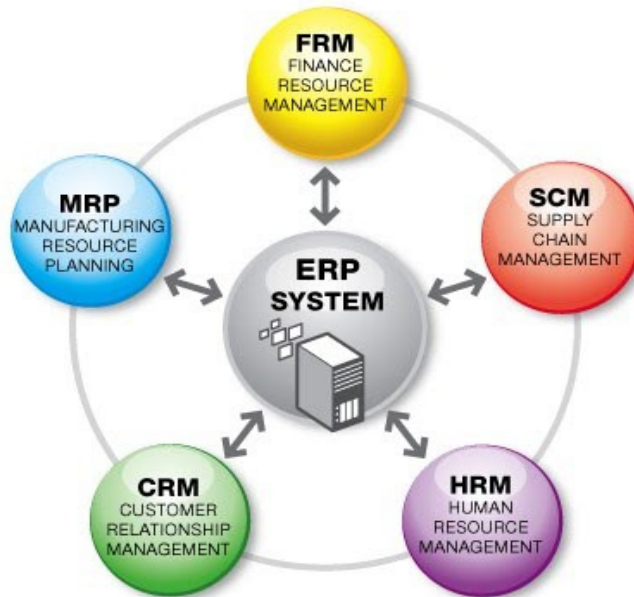 FRM
FINANCE
RESOURCE
MANAGEMENT
MRP
MANUFACTURING
RESOURCE
PLANNING
SCM
SUPPLY
CHAIN
MANAGEMENT
ERP
SYSTEM
CRM
CUSTOMER
RELATIONSHIP
MANAGEMENT
HRM
HUMAN
RESOURCE
MANAGEMENT